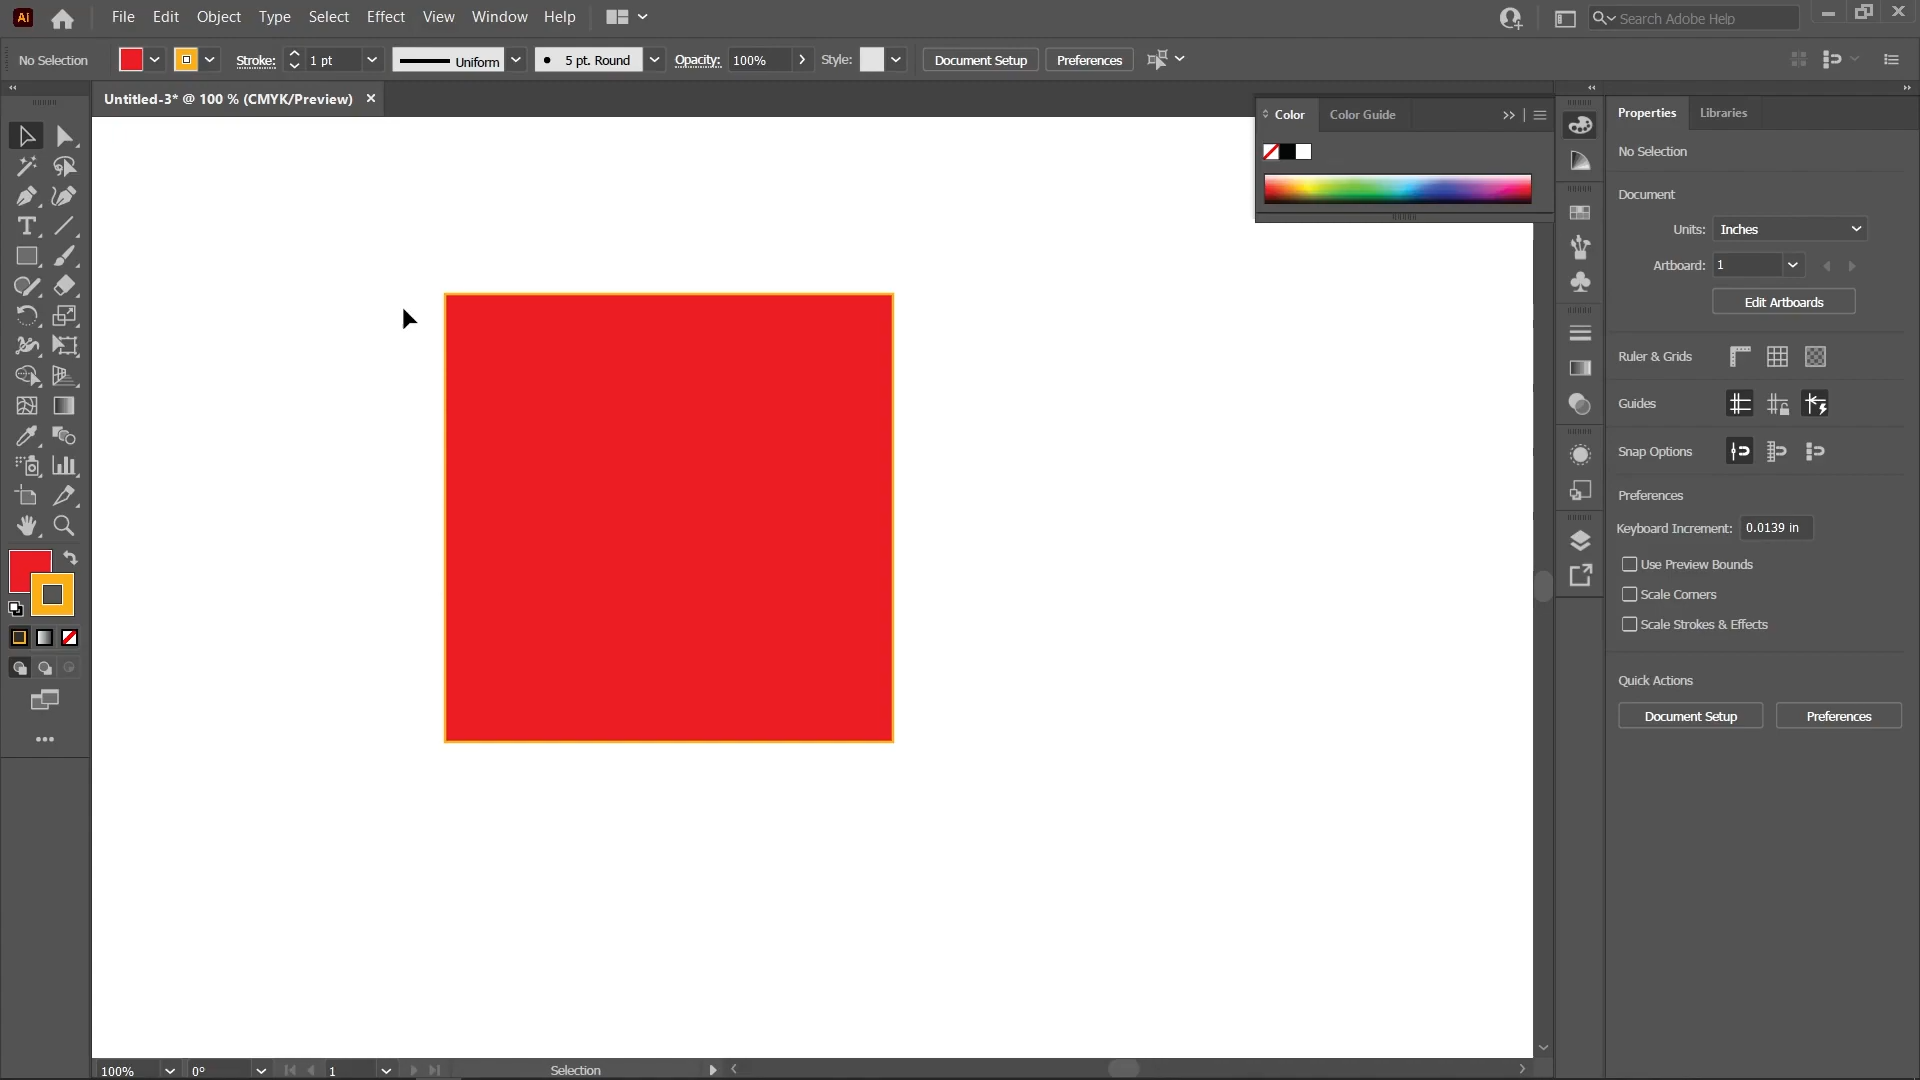 Ai File Edit Object Type Select Effect View Window Help Search Adobe Help
No Selection Stroke: 1 pt Uniform 5 pt. Round Opacity: 100% Style: Document Setup Preferences
Untitled-3* @ 100 % (CMYK/Preview)
Color Color Guide
Properties Libraries
No Selection
Document
Units: Inches
Artboard: 1
Edit Artboards
Ruler & Grids
Guides
Snap Options
Preferences
Keyboard Increment: 0.0139 in
Use Preview Bounds
Scale Corners
Scale Strokes & Effects
Quick Actions
Document Setup Preferences
100% 0° 1 Selection